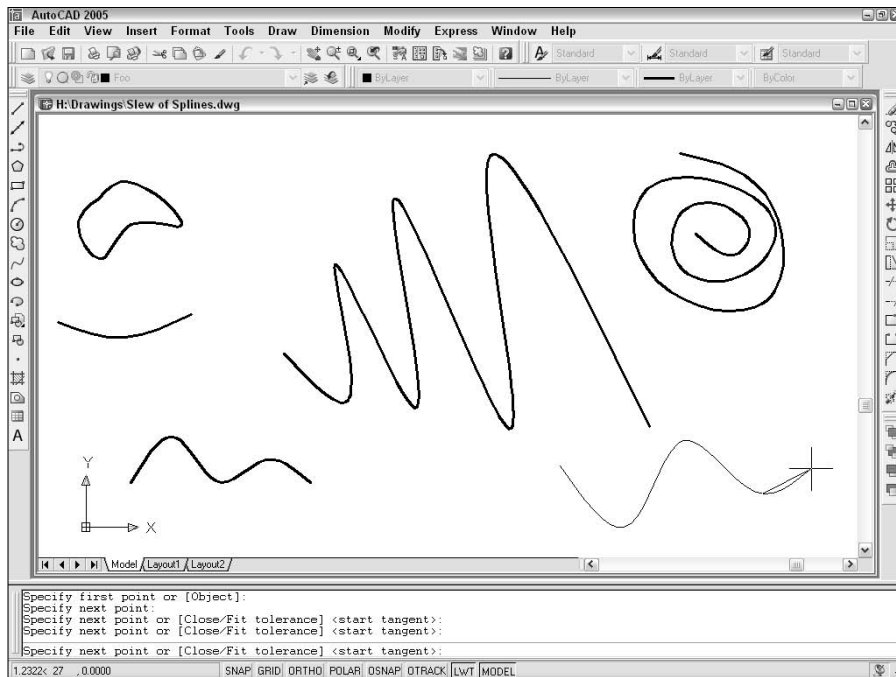 AutoCAD 2005
File Edit View Insert Format Tools Draw Dimension Modify Express Window Help
Standard Standard Standard
Foo ByLayer ByLayer ByLayer ByColor
H:\Drawings\Slew of Splines.dwg
A
Y
X
Model Layout1 Layout2
Specify first point or [Object]:
Specify next point:
Specify next point or [Close/Fit tolerance] <start tangent>:
Specify next point or [Close/Fit tolerance] <start tangent>:
Specify next point or [Close/Fit tolerance] <start tangent>:
1.2322< 27 , 0.0000 SNAP GRID ORTHO POLAR OSNAP OTRACK LWT MODEL